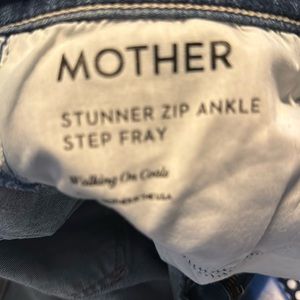 MOTHER
STUNNER ZIP ANKLE
STEP FRAY
Walking On Coals